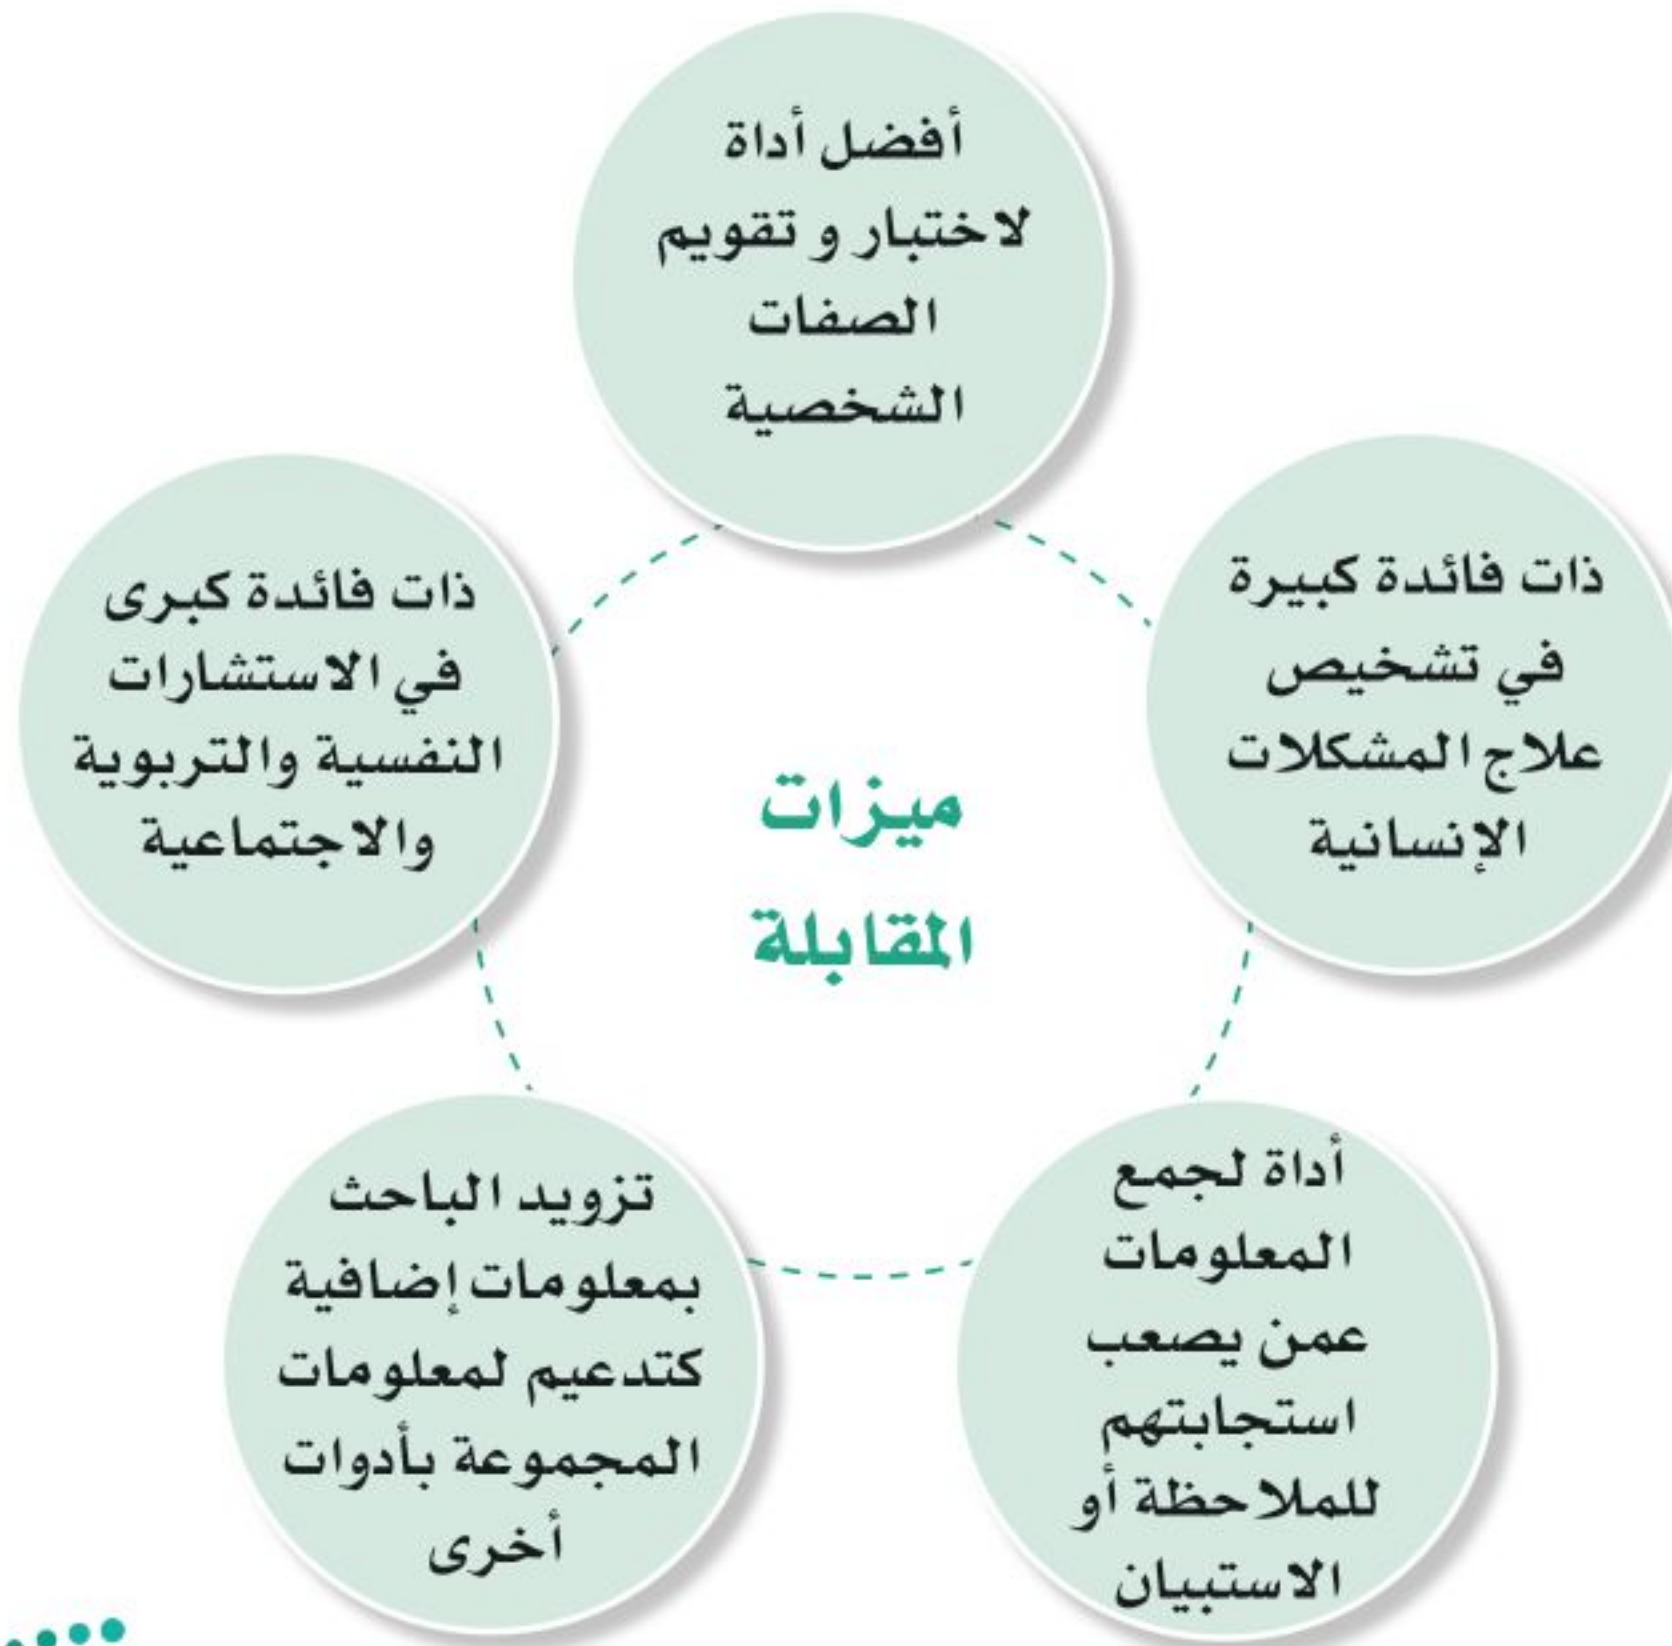 أفضل أداة
لاختبار و تقويم
الصفات
الشخصية
ذات فائدة كبيرة
في تشخيص
علاج المشكلات
الإنسانية
ذات فائدة كبرى
في الاستشارات
النفسية والتربوية
والاجتماعية
ميزات
المقابلة
أداة لجمع
المعلومات
عمن يصعب
استجابتهم
للملاحظة أو
الاستبيان
تزويد الباحث
بمعلومات إضافية
كتدعيم لمعلومات
المجموعة بأدوات
أخرى